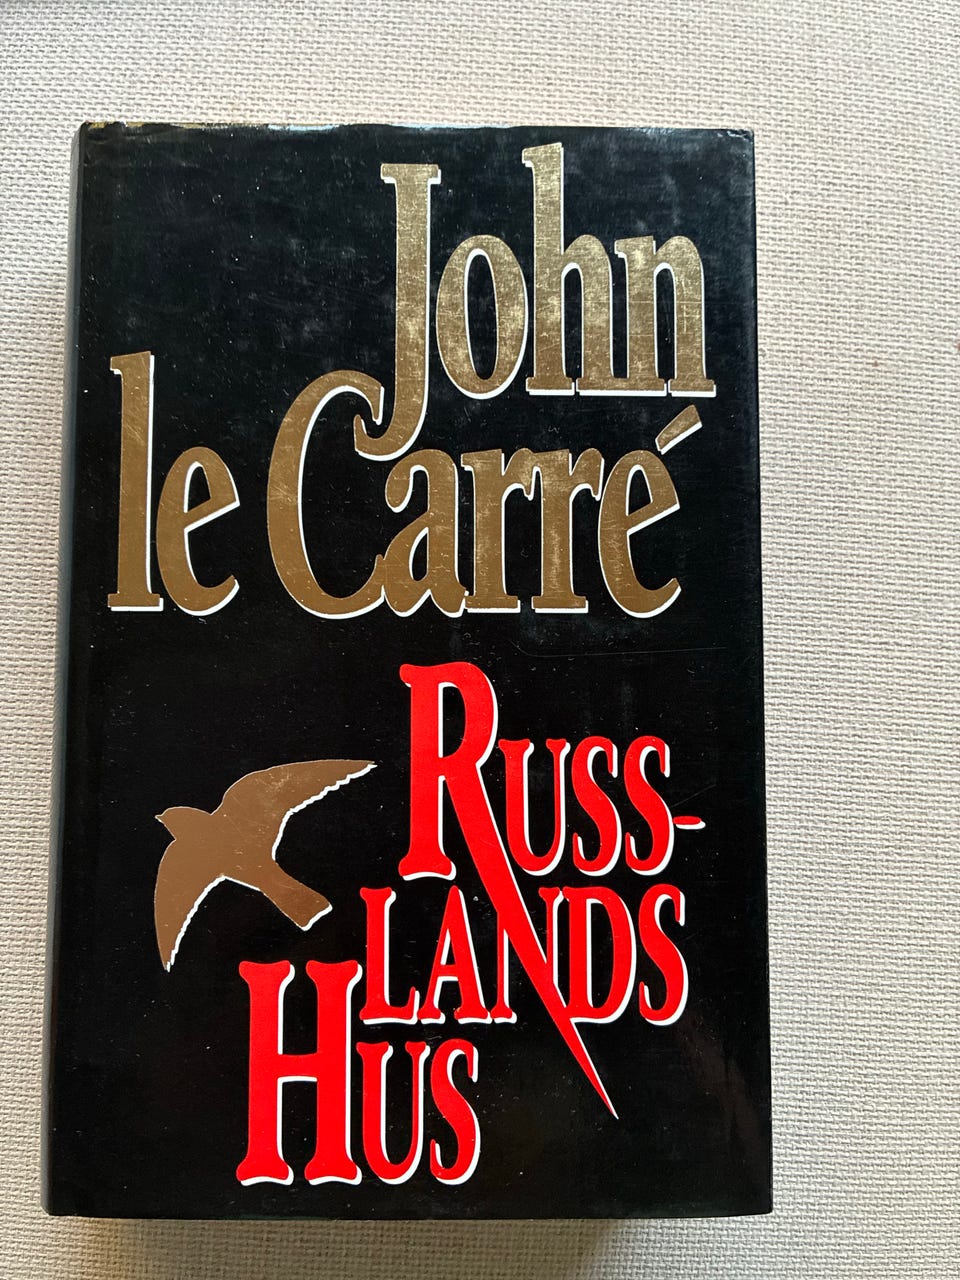 John
le Carré
RUSS-
LANDS
HUS